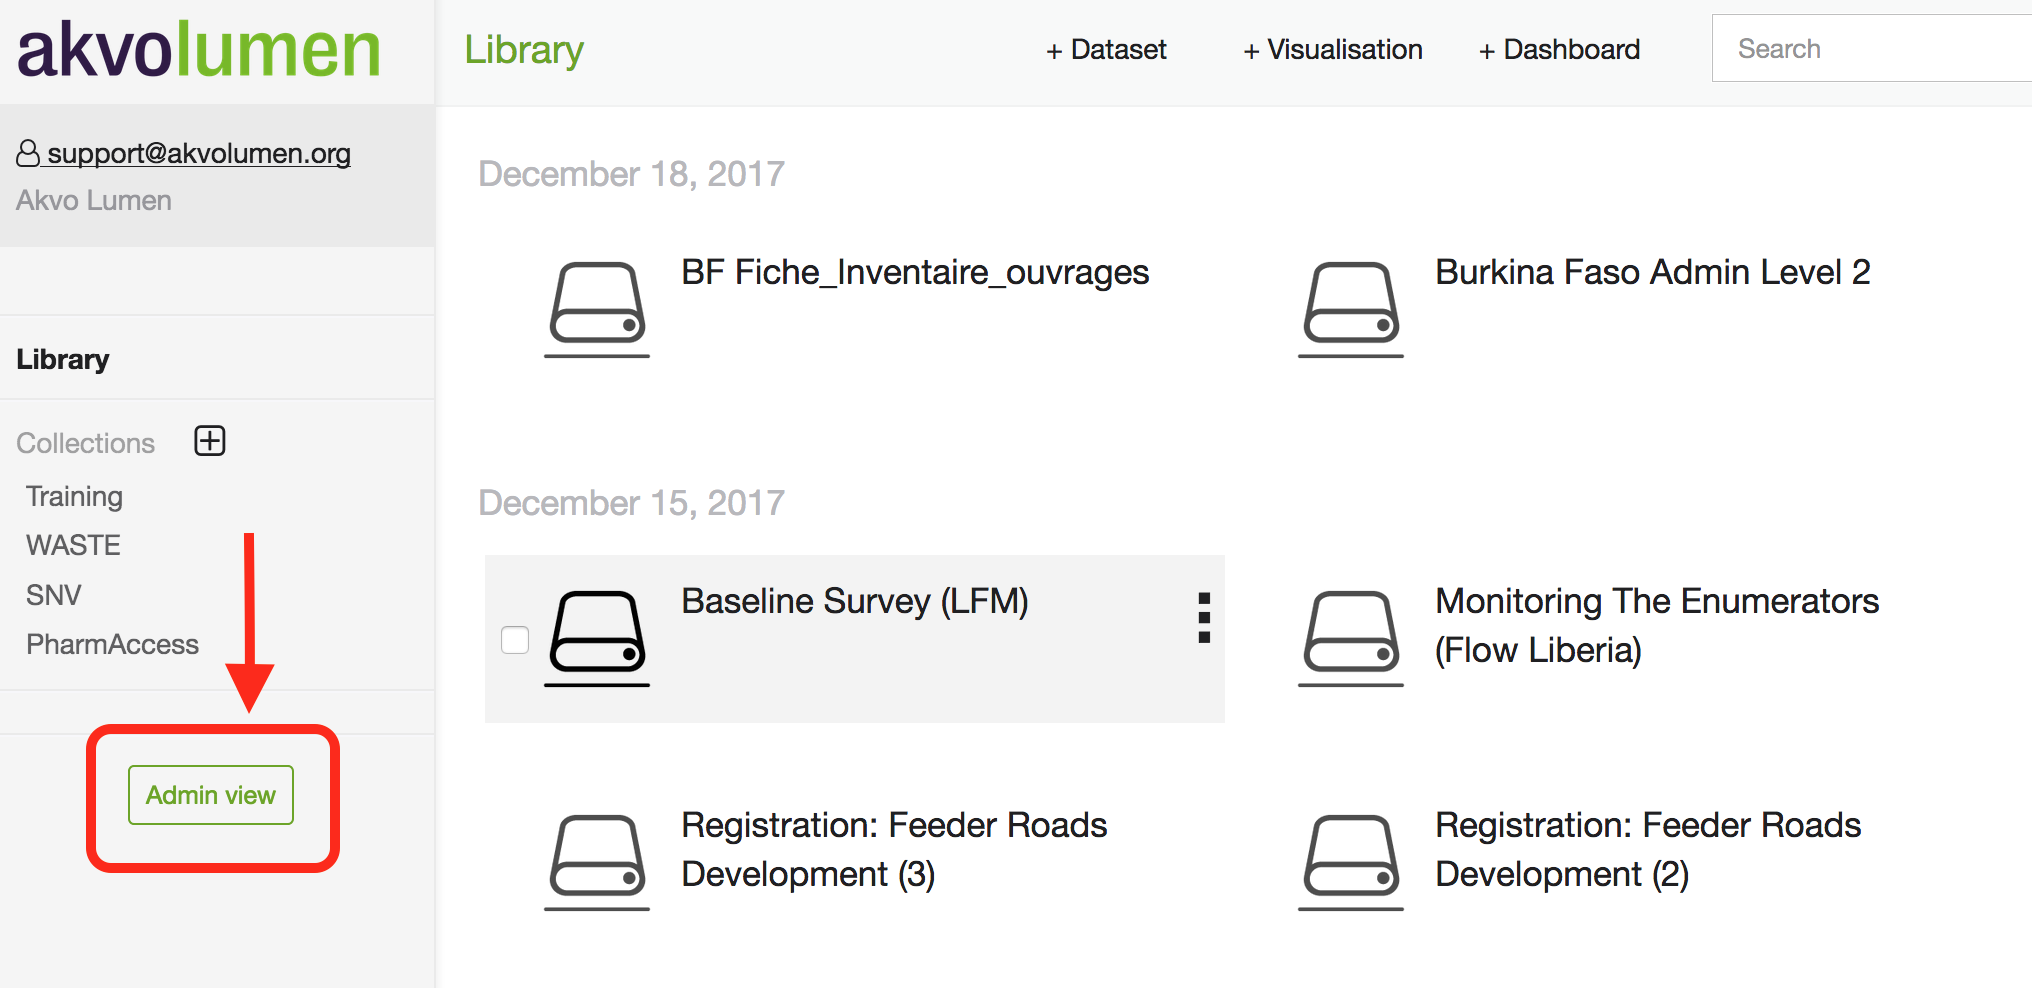 akvolumen
support@akvolumen.org
Akvo Lumen
Library
Collections
Training
WASTE
SNV
PharmAccess
Admin view
Library
+ Dataset
+ Visualisation
+ Dashboard
Search
December 18, 2017
BF Fiche_Inventaire_ouvrages
Burkina Faso Admin Level 2
December 15, 2017
Baseline Survey (LFM)
Monitoring The Enumerators
(Flow Liberia)
Registration: Feeder Roads
Development (3)
Registration: Feeder Roads
Development (2)